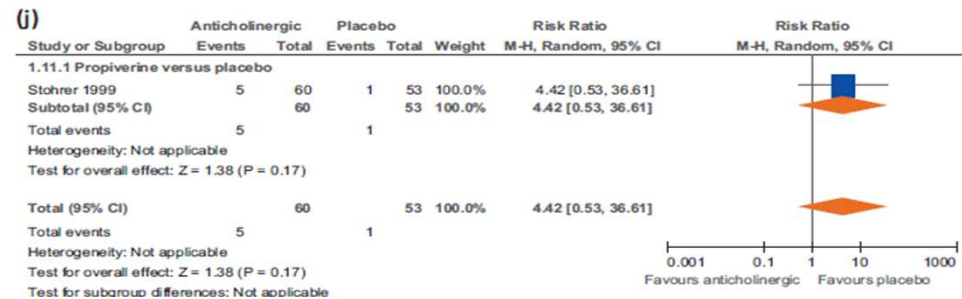 (j)
Anticholinergic Placebo Risk Ratio Risk Ratio
Study or Subgroup Events Total Events Total Weight M-H, Random, 95% CI M-H, Random, 95% CI
1.11.1 Propiverine versus placebo
Stohrer 1999 5 60 1 53 100.0% 4.42 [0.53, 36.61]
Subtotal (95% CI) 60 53 100.0% 4.42 [0.53, 36.61]
Total events 5 1
Heterogeneity: Not applicable
Test for overall effect: Z = 1.38 (P = 0.17)
Total (95% CI) 60 53 100.0% 4.42 [0.53, 36.61]
Total events 5 1
Heterogeneity: Not applicable
Test for overall effect: Z = 1.38 (P = 0.17)
Test for subgroup differences: Not applicable
0.001 0.1 1 10 1000
Favours anticholinergic Favours placebo